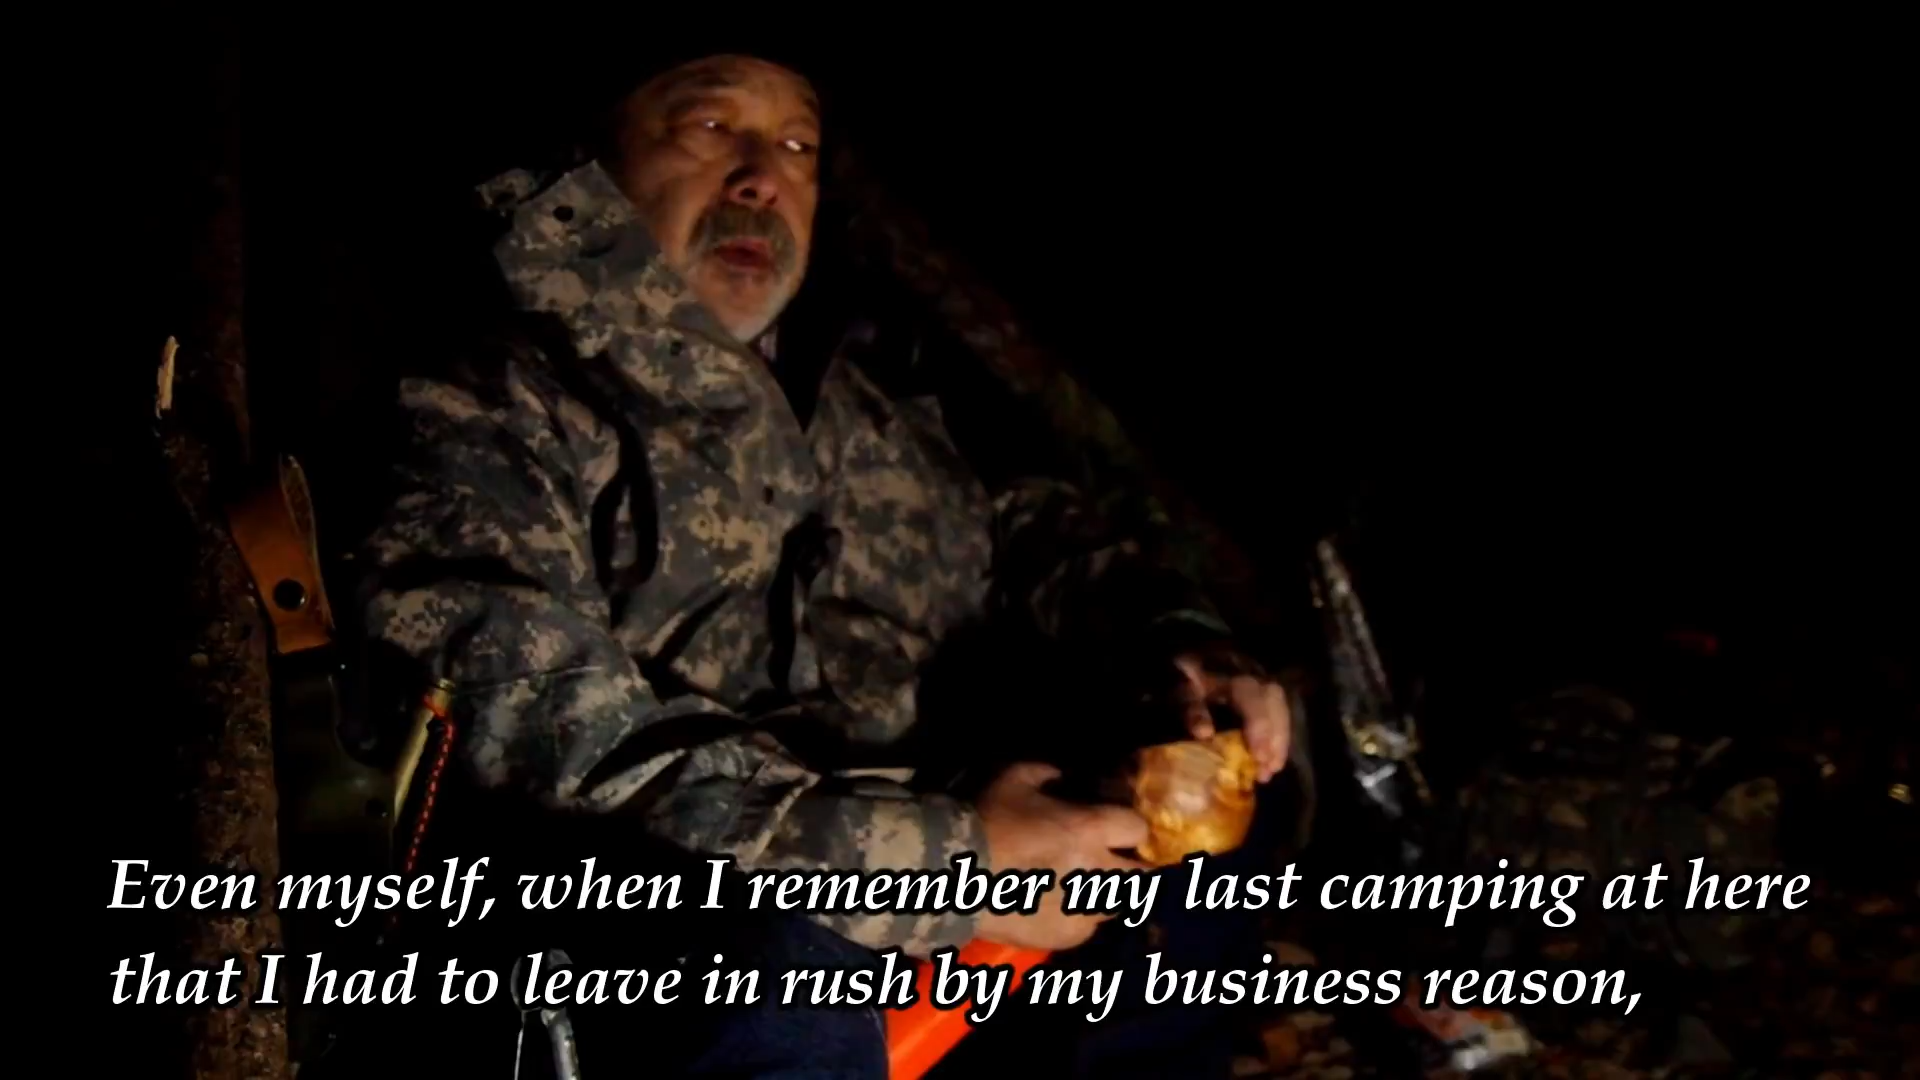 Even myself, when I remember my last camping at here
that I had to leave in rush by my business reason,